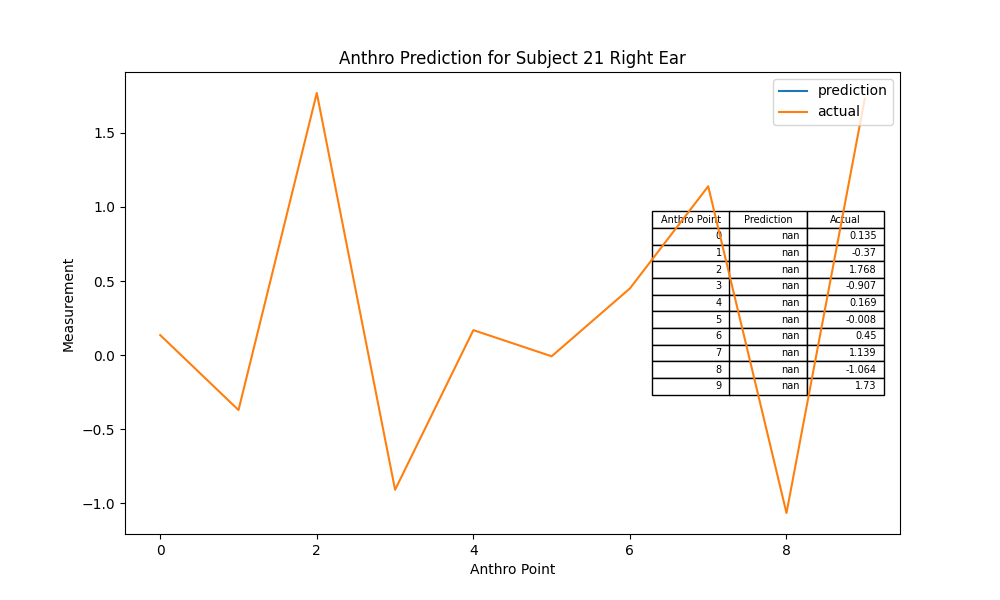 Anthro Prediction for Subject 21 Right Ear
prediction
actual
1.5
1.0
0.5
0.0
−0.5
−1.0
Measurement
Anthro Point Prediction Actual
0 nan 0.135
1 nan -0.37
2 nan 1.768
3 nan -0.907
4 nan 0.169
5 nan -0.008
6 nan 0.45
7 nan 1.139
8 nan -1.064
9 nan 1.73
0 2 4 6 8
Anthro Point